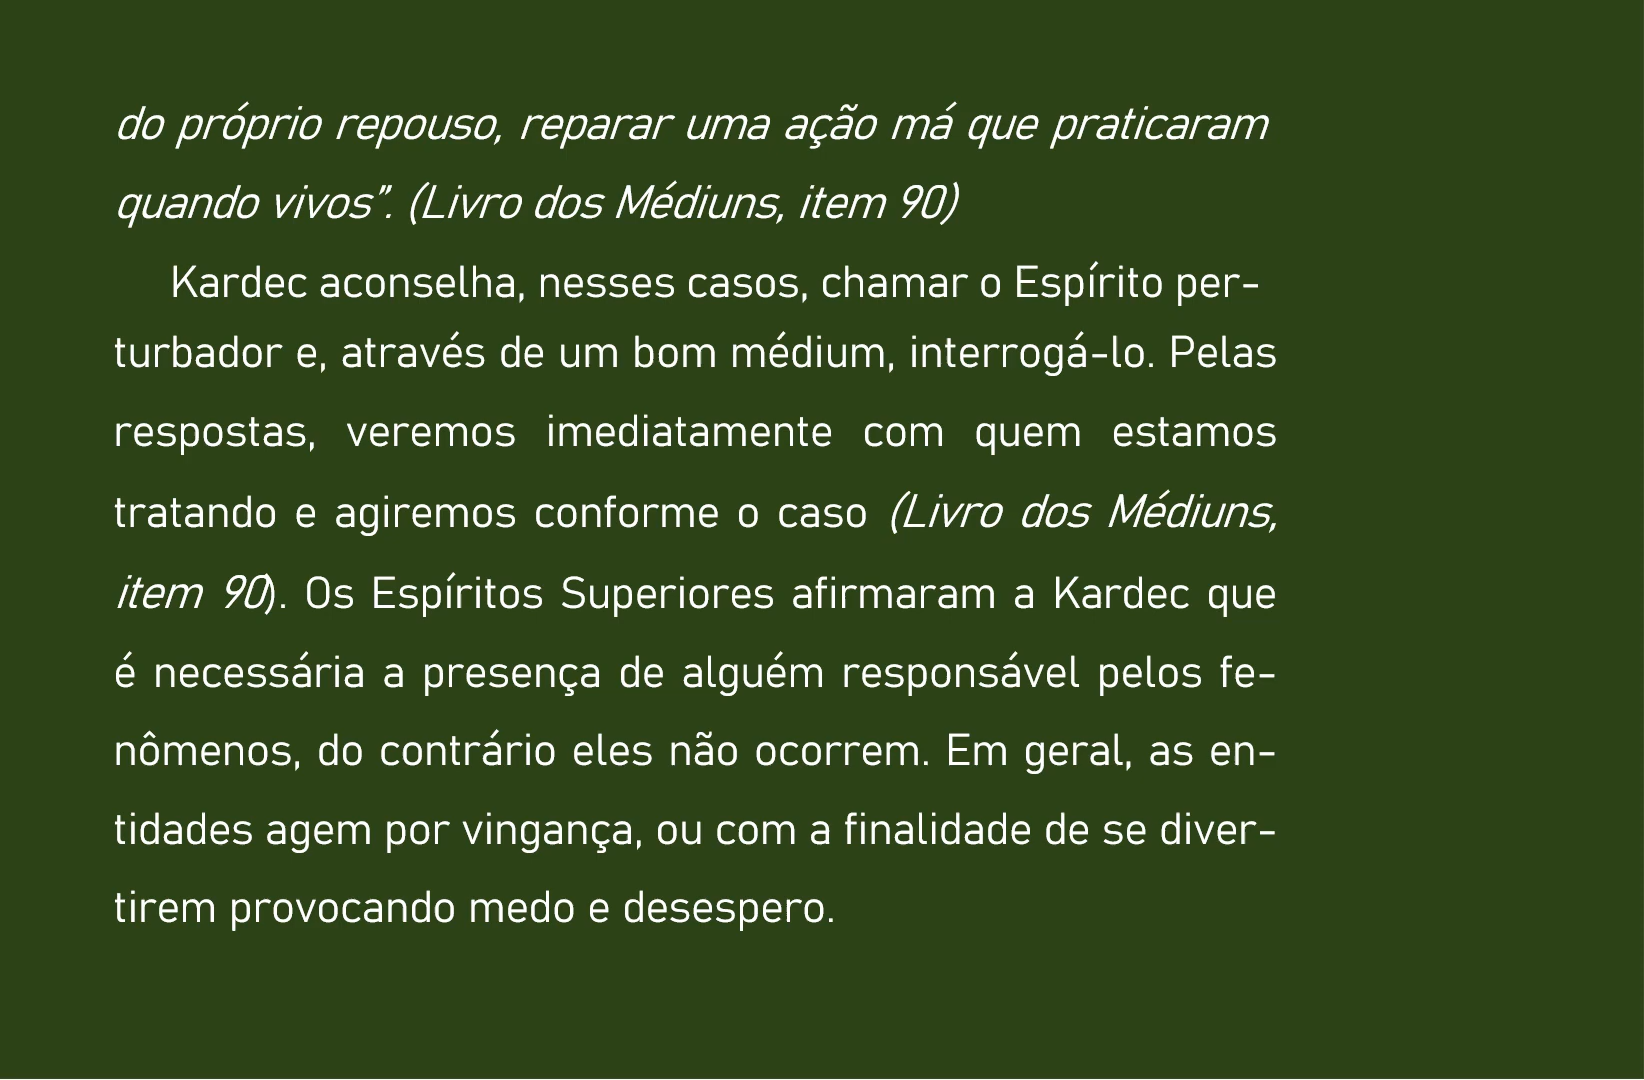 do próprio repouso, reparar uma ação má que praticaram
quando vivos”. (Livro dos Médiuns, item 90)
Kardec aconselha, nesses casos, chamar o Espírito per-
turbador e, através de um bom médium, interrogá-lo. Pelas
respostas, veremos imediatamente com quem estamos
tratando e agiremos conforme o caso (Livro dos Médiuns,
item 90). Os Espíritos Superiores afirmaram a Kardec que
é necessária a presença de alguém responsável pelos fe-
nômenos, do contrário eles não ocorrem. Em geral, as en-
tidades agem por vingança, ou com a finalidade de se diver-
tirem provocando medo e desespero.